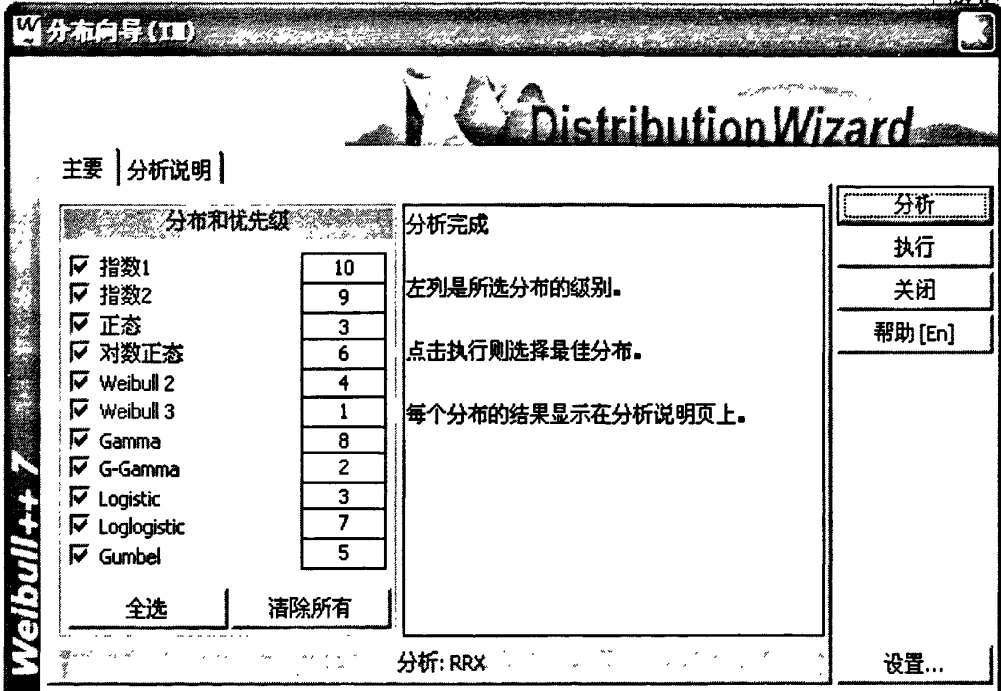 分布向导(TM)
Distribution Wizard
主要
分析说明
分布和优先级
指数1 10
指数2 9
正态 3
对数正态 6
Weibull 2 4
Weibull 3 1
Gamma 8
G-Gamma 2
Logistic 3
Loglogistic 7
Gumbel 5
全选
清除所有
分析完成
左列是所选分布的级别。
点击执行则选择最佳分布。
每个分布的结果显示在分析说明页上。
分析
执行
关闭
帮助[En]
分析: RRX
设置...
Weibull++ 7